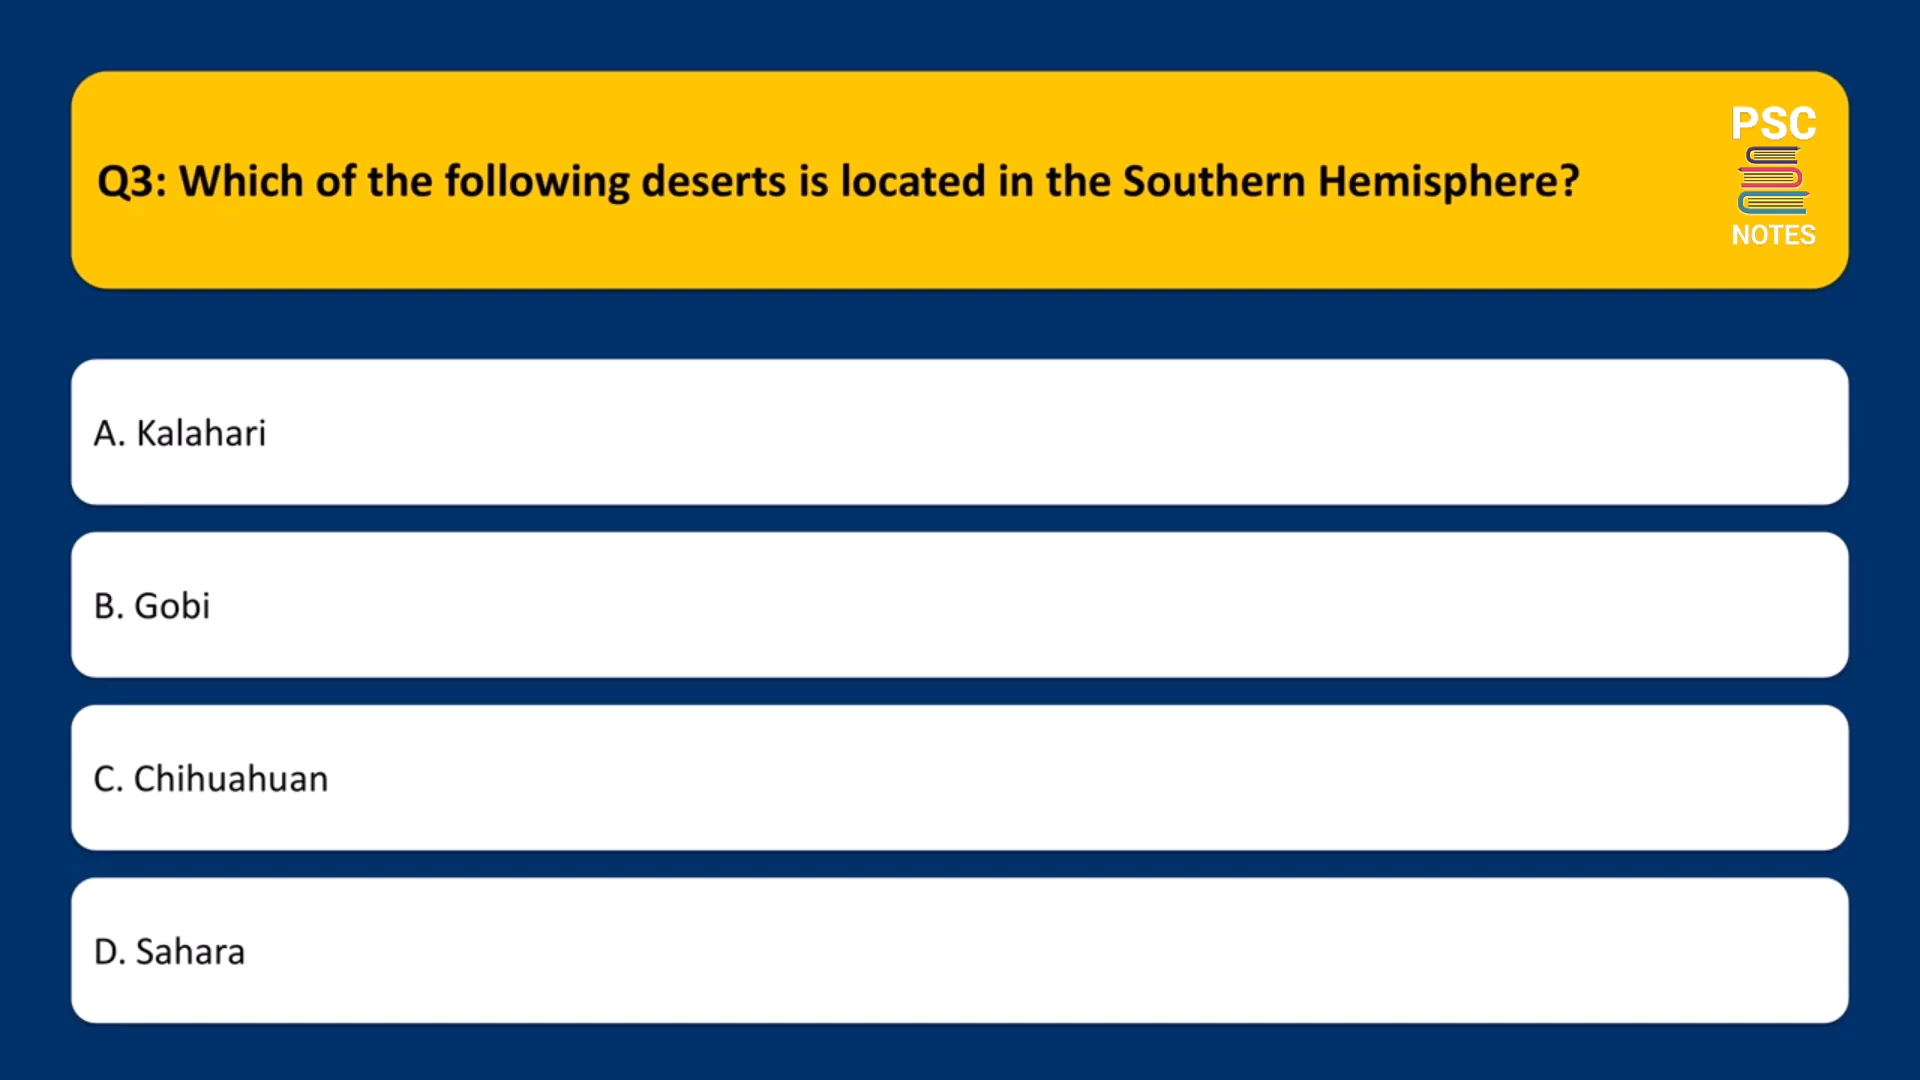 Q3: Which of the following deserts is located in the Southern Hemisphere?
PSC
NOTES
A. Kalahari
B. Gobi
C. Chihuahuan
D. Sahara